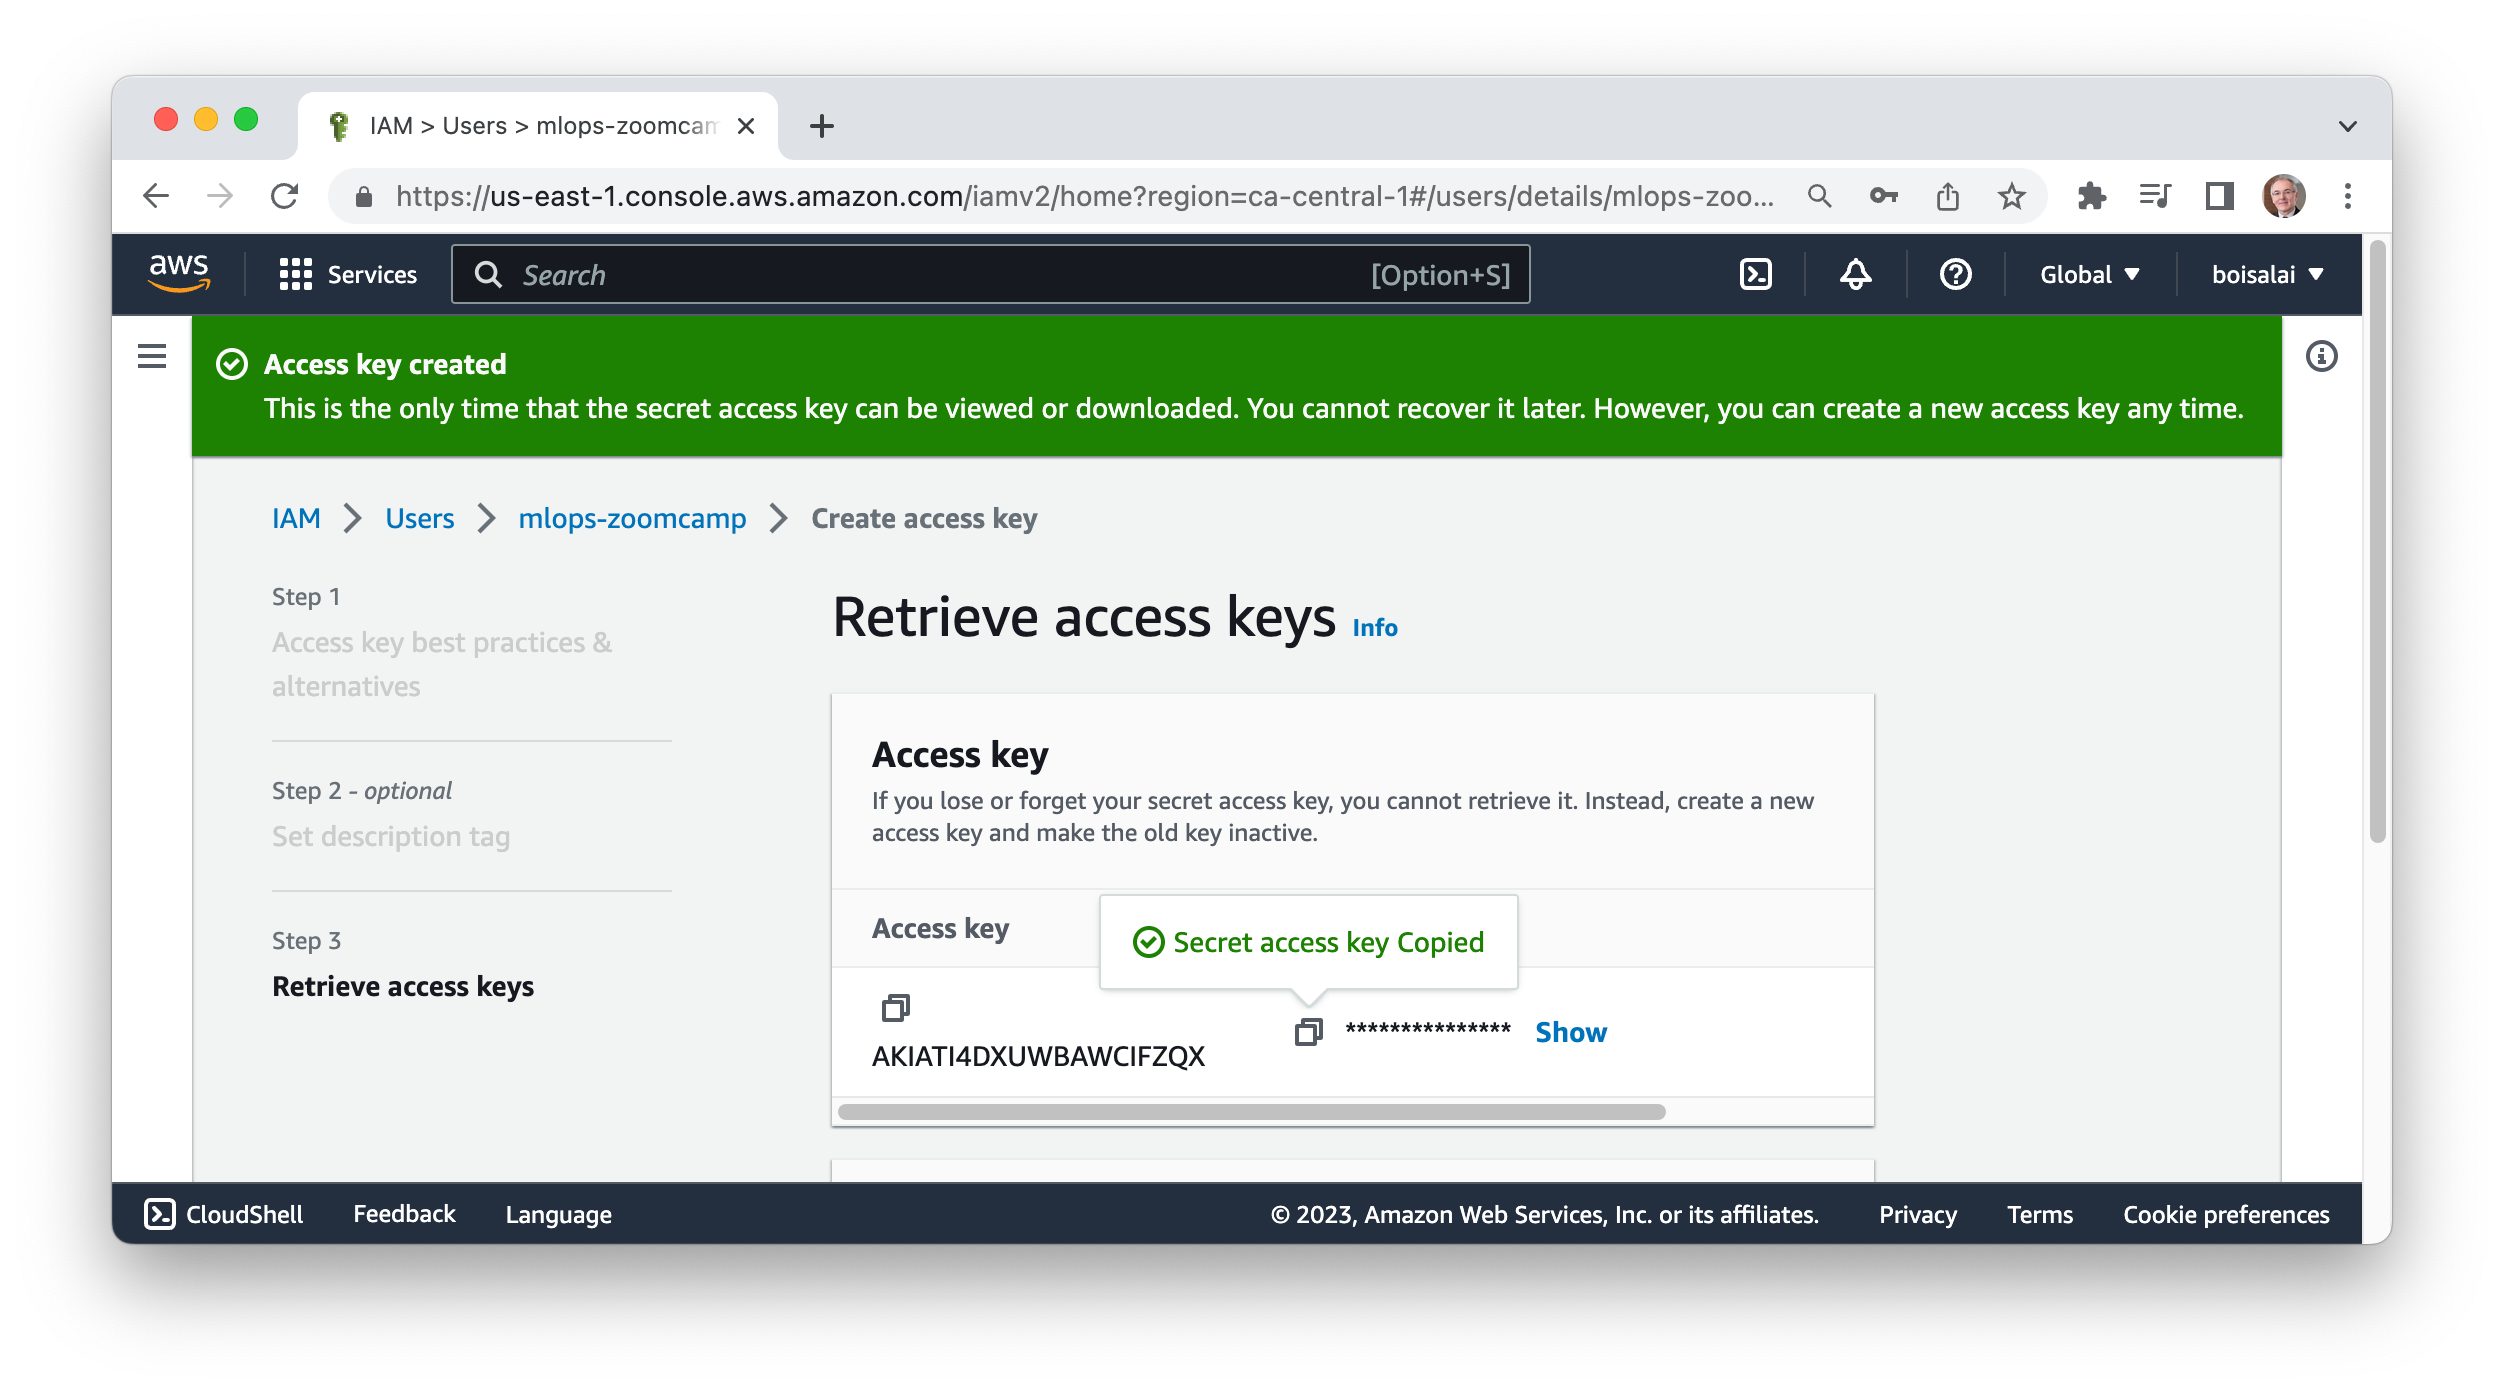 IAM > Users > mlops-zoomcam
https://us-east-1.console.aws.amazon.com/iamv2/home?region=ca-central-1#/users/details/mlops-zoo...
aws
Services
Search
[Option+S]
Global
boisalai
Access key created
This is the only time that the secret access key can be viewed or downloaded. You cannot recover it later. However, you can create a new access key any time.
IAM
Users
mlops-zoomcamp
Create access key
Step 1
Access key best practices &
alternatives
Step 2 - optional
Set description tag
Step 3
Retrieve access keys
Retrieve access keys Info
Access key
If you lose or forget your secret access key, you cannot retrieve it. Instead, create a new
access key and make the old key inactive.
Access key
Secret access key Copied
AKIATI4DXUWBAWCIFZQX
*************** Show
CloudShell
Feedback
Language
© 2023, Amazon Web Services, Inc. or its affiliates.
Privacy
Terms
Cookie preferences